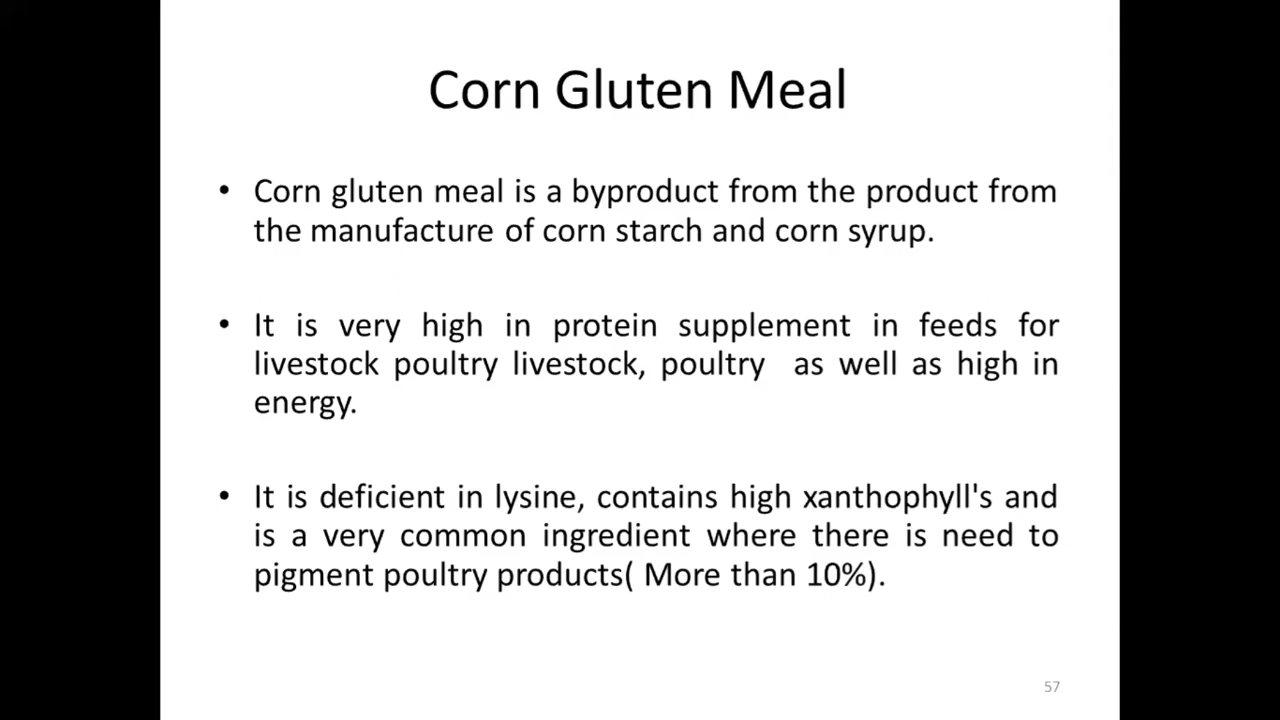 Corn Gluten Meal
• Corn gluten meal is a byproduct from the product from
the manufacture of corn starch and corn syrup.
• It is very high in protein supplement in feeds for
livestock poultry livestock, poultry  as well as high in
energy.
• It is deficient in lysine, contains high xanthophyll's and
is a very common ingredient where there is need to
pigment poultry products( More than 10%).
57